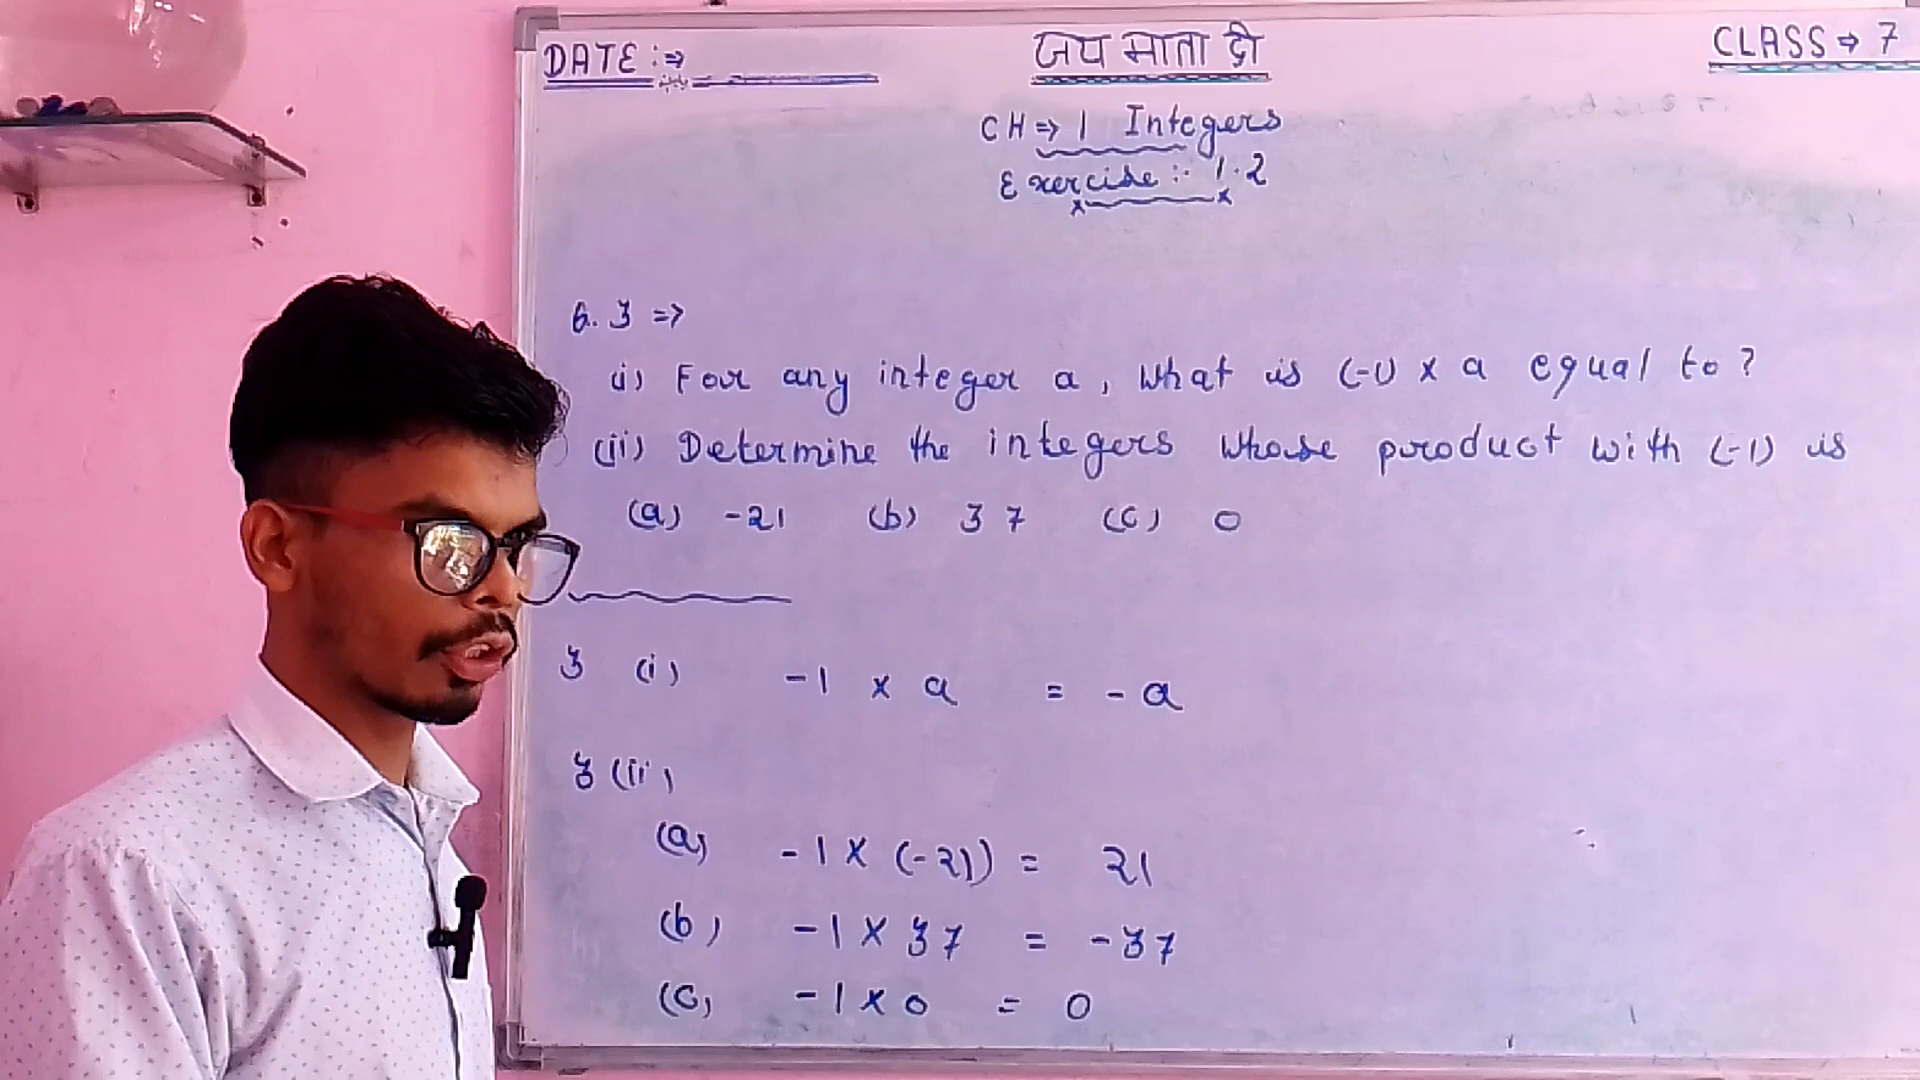 DATE :⇒
जय माता दी
CLASS ⇒ 7
CH ⇒ 1 Integers
Exercise :- 1.2
Q. 3 ⇒
(i) For any integer a, What is (-1) x a equal to ?
(ii) Determine the integers Whose product with (-1) is
(a) -21 (b) 37 (c) 0
3 (i) -1 x a = - a
3 (ii)
(a) -1 x (-21) = 21
(b) -1 x 37 = -37
(c) -1 x 0 = 0